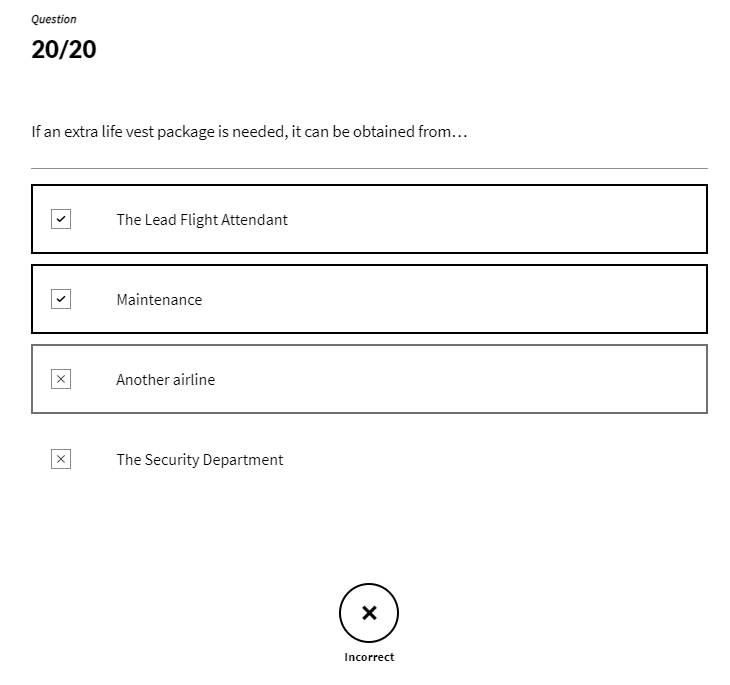 Question
20/20
If an extra life vest package is needed, it can be obtained from…
The Lead Flight Attendant
Maintenance
Another airline
The Security Department
Incorrect